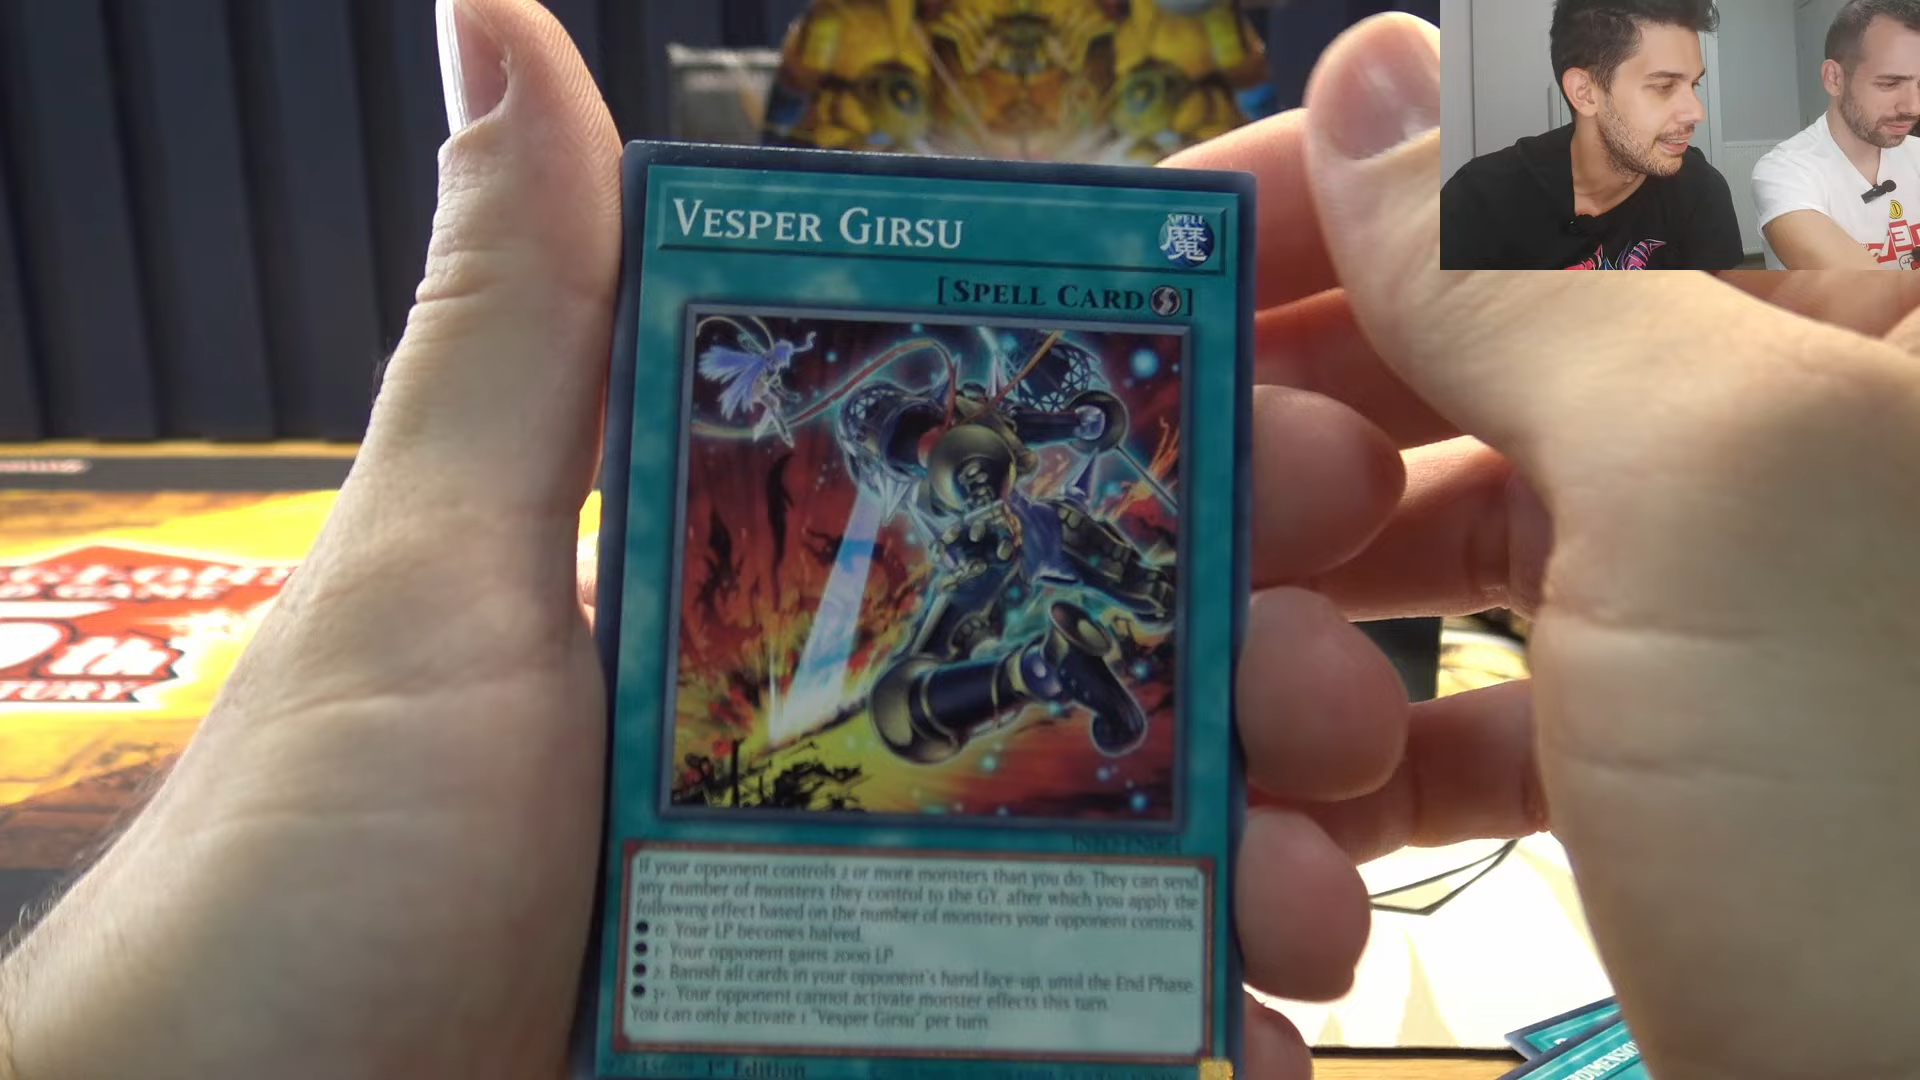 VESPER GIRSU
SPELL
魔
[SPELL CARD]
If your opponent controls 2 or more monsters than you do: They can send
any number of monsters they control to the GY, after which you apply the
following effect based on the number of monsters your opponent controls.
● 0: Your LP becomes halved.
● 1: Your opponent gains 2000 LP
● 2: Banish all cards in your opponent's hand face-up, until the End Phase.
● 3+: Your opponent cannot activate monster effects this turn.
You can only activate 1 "Vesper Girsu" per turn.
1st Edition